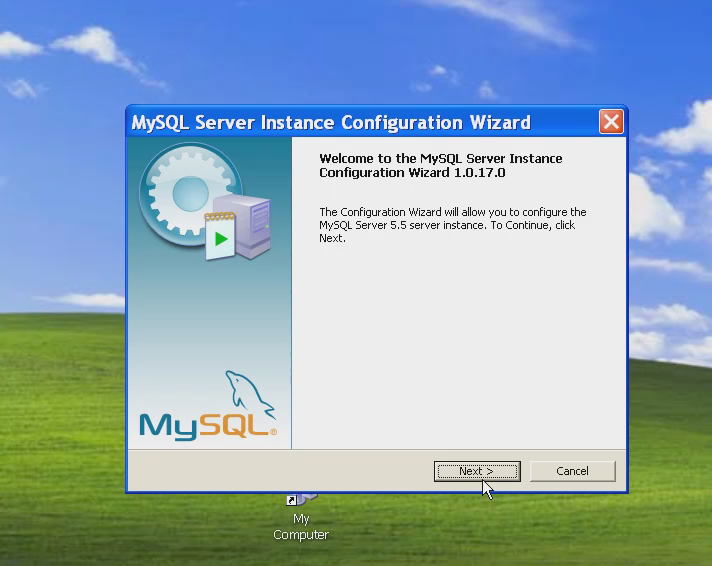 MySQL Server Instance Configuration Wizard
Welcome to the MySQL Server Instance
Configuration Wizard 1.0.17.0
The Configuration Wizard will allow you to configure the
MySQL Server 5.5 server instance. To Continue, click
Next.
MySQL®
Next >
Cancel
My
Computer